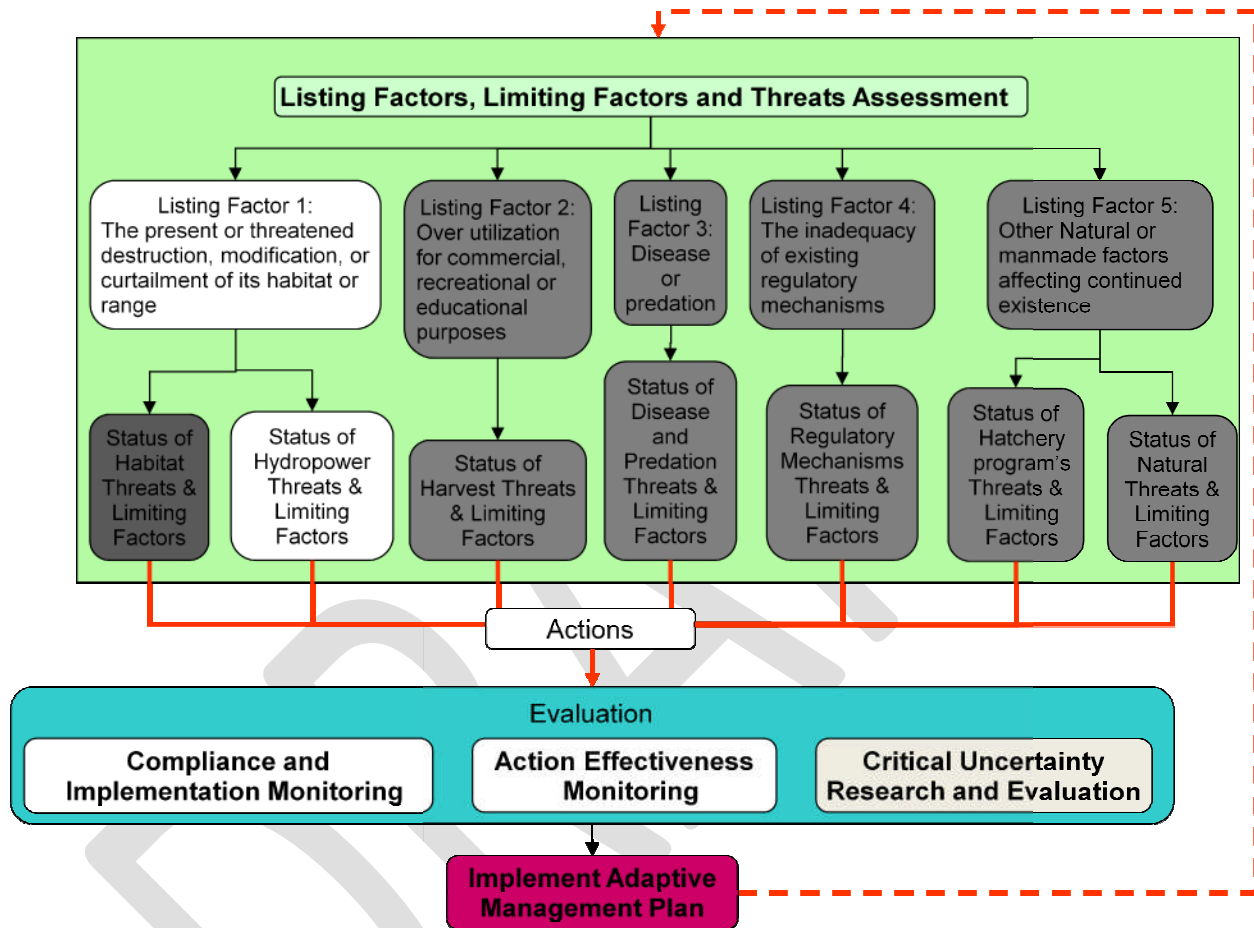 Listing Factors, Limiting Factors and Threats Assessment
Listing Factor 1:
The present or threatened
destruction, modification, or
curtailment of its habitat or
range
Listing Factor 2:
Over utilization
for commercial,
recreational or
educational
purposes
Listing
Factor 3:
Disease
or
predation
Listing Factor 4:
The inadequacy
of existing
regulatory
mechanisms
Listing Factor 5:
Other Natural or
manmade factors
affecting continued
existence
Status of
Habitat
Threats &
Limiting
Factors
Status of
Hydropower
Threats &
Limiting
Factors
Status of
Harvest Threats
& Limiting
Factors
Status of
Disease
and
Predation
Threats &
Limiting
Factors
Status of
Regulatory
Mechanisms
Threats &
Limiting
Factors
Status of
Hatchery
program's
Threats &
Limiting
Factors
Status of
Natural
Threats &
Limiting
Factors
Actions
Evaluation
Compliance and
Implementation Monitoring
Action Effectiveness
Monitoring
Critical Uncertainty
Research and Evaluation
Implement Adaptive
Management Plan